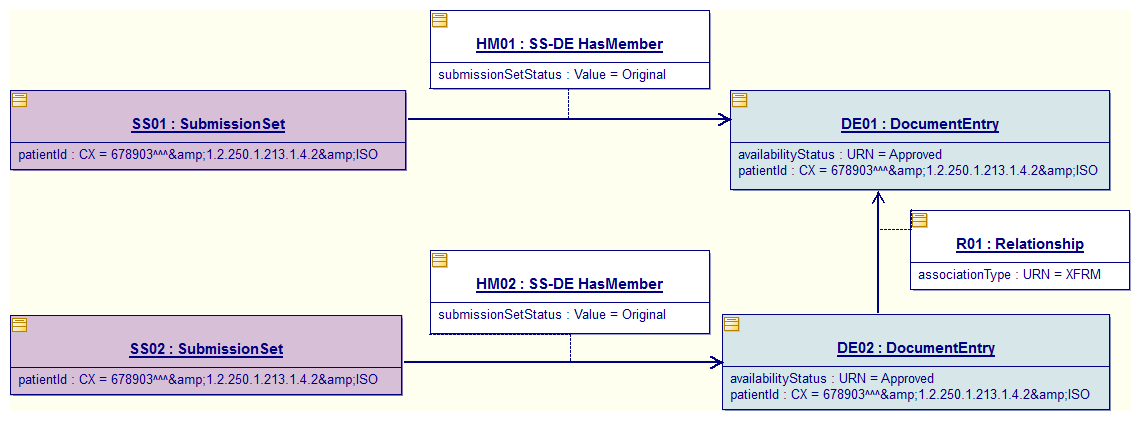 HM01 : SS-DE HasMember
submissionSetStatus : Value = Original
SS01 : SubmissionSet
patientId : CX = 678903^^^&amp;1.2.250.1.213.1.4.2&amp;ISO
DE01 : DocumentEntry
availabilityStatus : URN = Approved
patientId : CX = 678903^^^&amp;1.2.250.1.213.1.4.2&amp;ISO
R01 : Relationship
associationType : URN = XFRM
HM02 : SS-DE HasMember
submissionSetStatus : Value = Original
SS02 : SubmissionSet
patientId : CX = 678903^^^&amp;1.2.250.1.213.1.4.2&amp;ISO
DE02 : DocumentEntry
availabilityStatus : URN = Approved
patientId : CX = 678903^^^&amp;1.2.250.1.213.1.4.2&amp;ISO